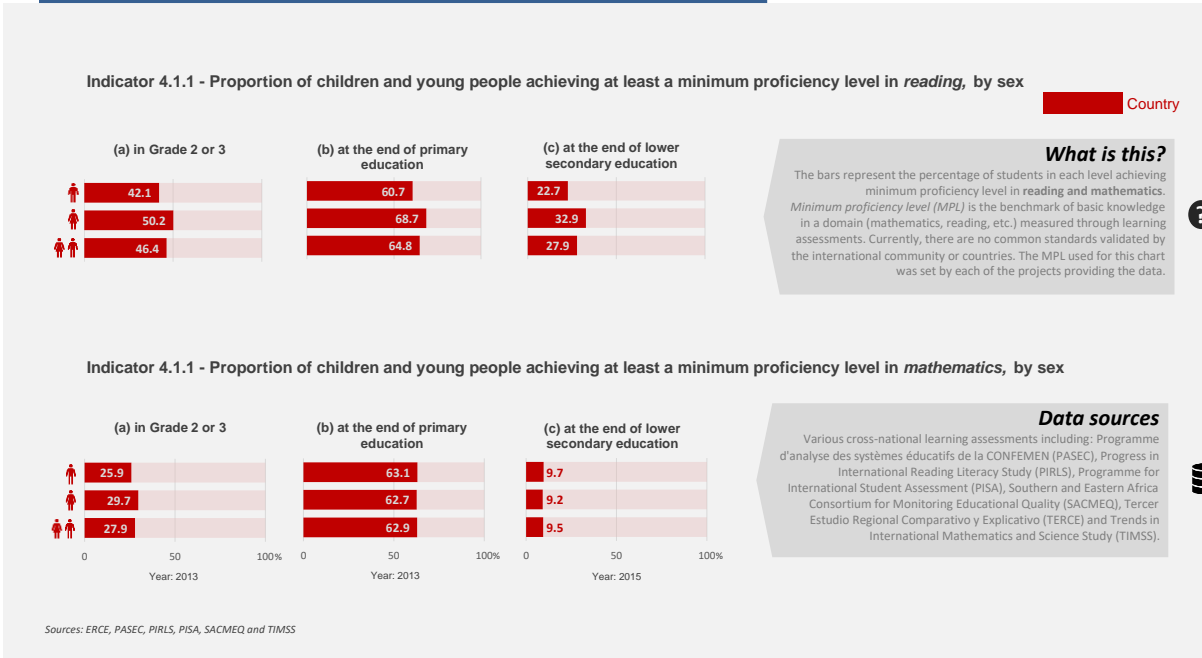 Indicator 4.1.1 - Proportion of children and young people achieving at least a minimum proficiency level in reading, by sex
Country
(a) in Grade 2 or 3
42.1
50.2
46.4
(b) at the end of primary
education
60.7
68.7
64.8
(c) at the end of lower
secondary education
22.7
32.9
27.9
What is this?
The bars represent the percentage of students in each level achieving
minimum proficiency level in reading and mathematics.
Minimum proficiency level (MPL) is the benchmark of basic knowledge
in a domain (mathematics, reading, etc.) measured through learning
assessments. Currently, there are no common standards validated by
the international community or countries. The MPL used for this chart
was set by each of the projects providing the data.
?
Indicator 4.1.1 - Proportion of children and young people achieving at least a minimum proficiency level in mathematics, by sex
(a) in Grade 2 or 3
25.9
29.7
27.9
0 50 100%
Year: 2013
(b) at the end of primary
education
63.1
62.7
62.9
0 50 100%
Year: 2013
(c) at the end of lower
secondary education
9.7
9.2
9.5
0 50 100%
Year: 2015
Data sources
Various cross-national learning assessments including: Programme
d'analyse des systèmes éducatifs de la CONFEMEN (PASEC), Progress in
International Reading Literacy Study (PIRLS), Programme for
International Student Assessment (PISA), Southern and Eastern Africa
Consortium for Monitoring Educational Quality (SACMEQ), Tercer
Estudio Regional Comparativo y Explicativo (TERCE) and Trends in
International Mathematics and Science Study (TIMSS).
Sources: ERCE, PASEC, PIRLS, PISA, SACMEQ and TIMSS